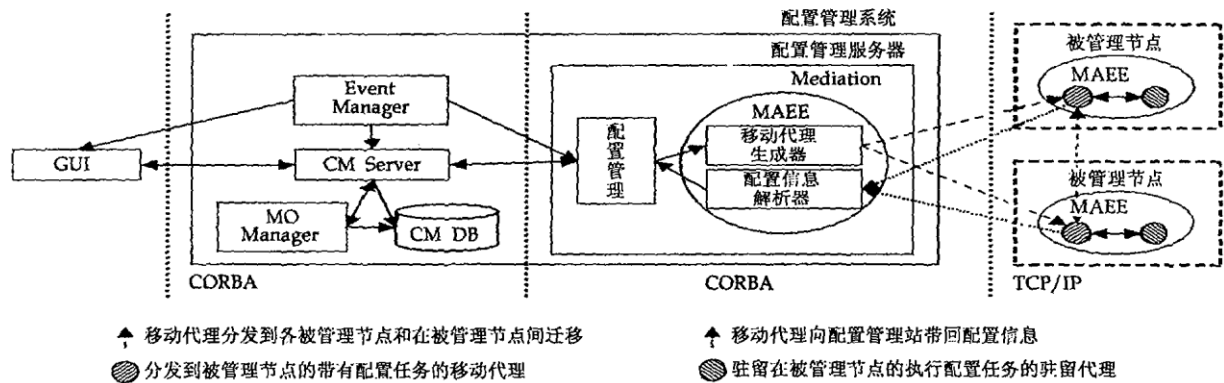 配置管理系统
配置管理服务器
Mediation
Event
Manager
GUI
CM Server
MO
Manager
CM DB
配
置
管
理
MAEE
移动代理
生成器
配置信息
解析器
被管理节点
MAEE
被管理节点
MAEE
CORBA
CORBA
TCP/IP
移动代理分发到各被管理节点和在被管理节点间迁移
移动代理向配置管理站带回配置信息
分发到被管理节点的带有配置任务的移动代理
驻留在被管理节点的执行配置任务的驻留代理